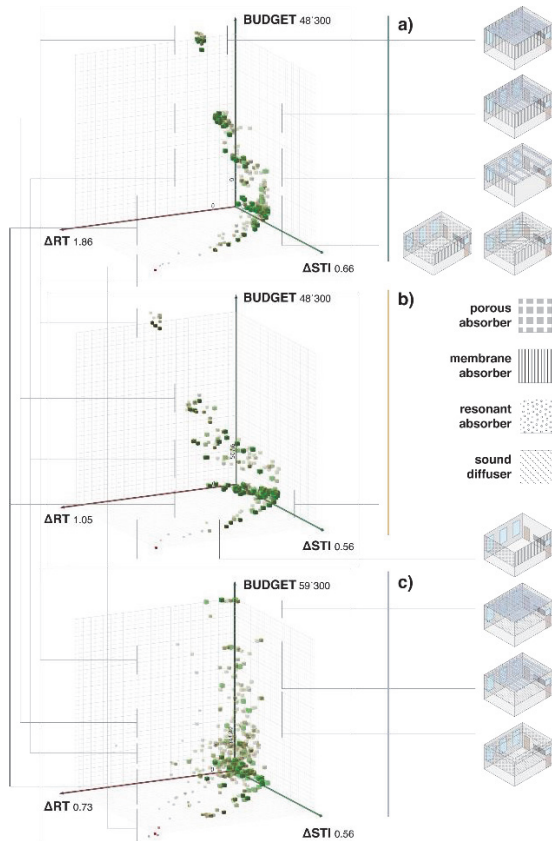 BUDGET 48´300
a)
ΔRT 1.86
ΔSTI 0.66
BUDGET 48´300
b)
porous
absorber
membrane
absorber
resonant
absorber
sound
diffuser
ΔRT 1.05
ΔSTI 0.56
BUDGET 59´300
c)
ΔRT 0.73
ΔSTI 0.56